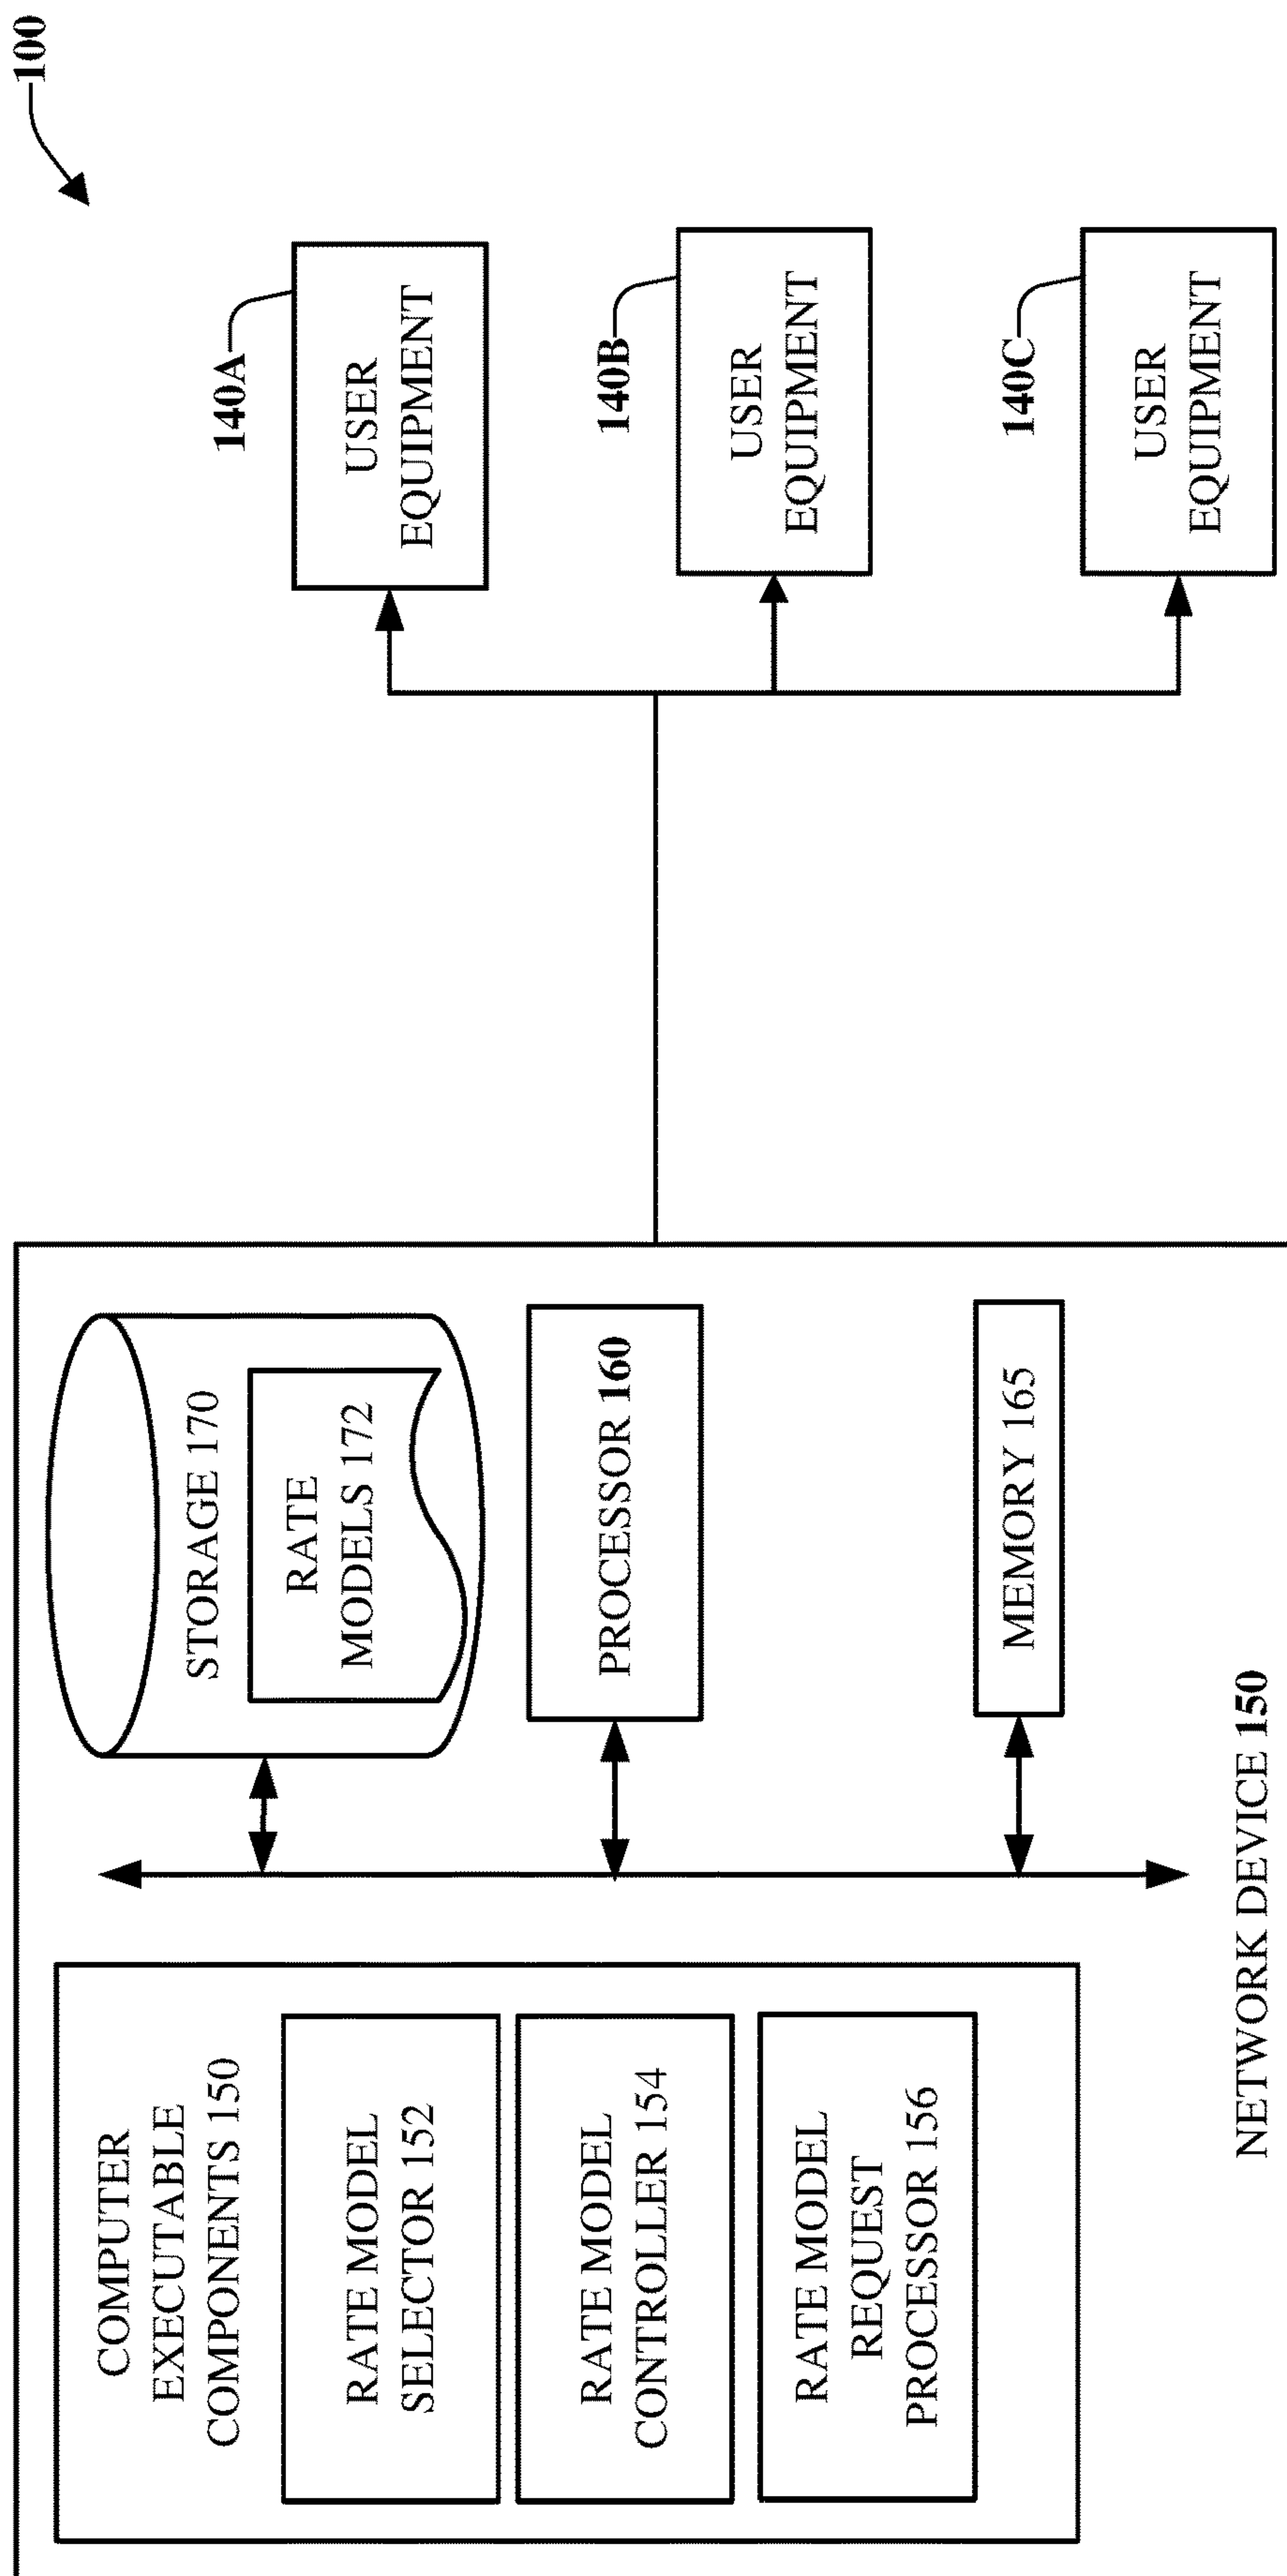 100
COMPUTER
EXECUTABLE
COMPONENTS 150
RATE MODEL
SELECTOR 152
RATE MODEL
CONTROLLER 154
RATE MODEL
REQUEST
PROCESSOR 156
STORAGE 170
RATE
MODELS 172
PROCESSOR 160
MEMORY 165
NETWORK DEVICE 150
140A
USER
EQUIPMENT
140B
USER
EQUIPMENT
140C
USER
EQUIPMENT